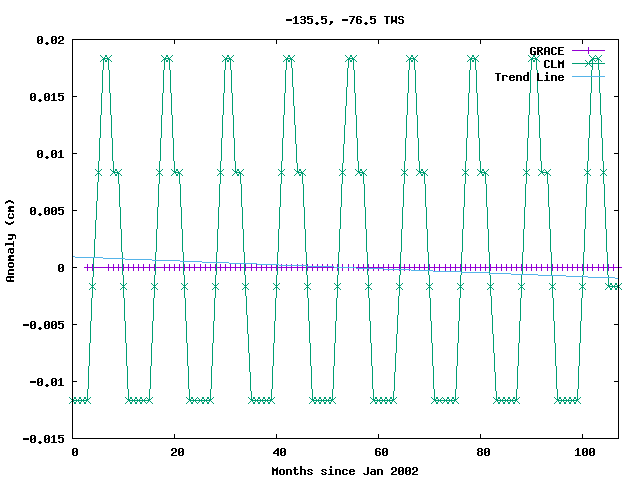 -135.5, -76.5 TWS
GRACE
CLM
Trend Line
0.02
0.015
0.01
0.005
0
-0.005
-0.01
-0.015
Anomaly (cm)
0 20 40 60 80 100
Months since Jan 2002